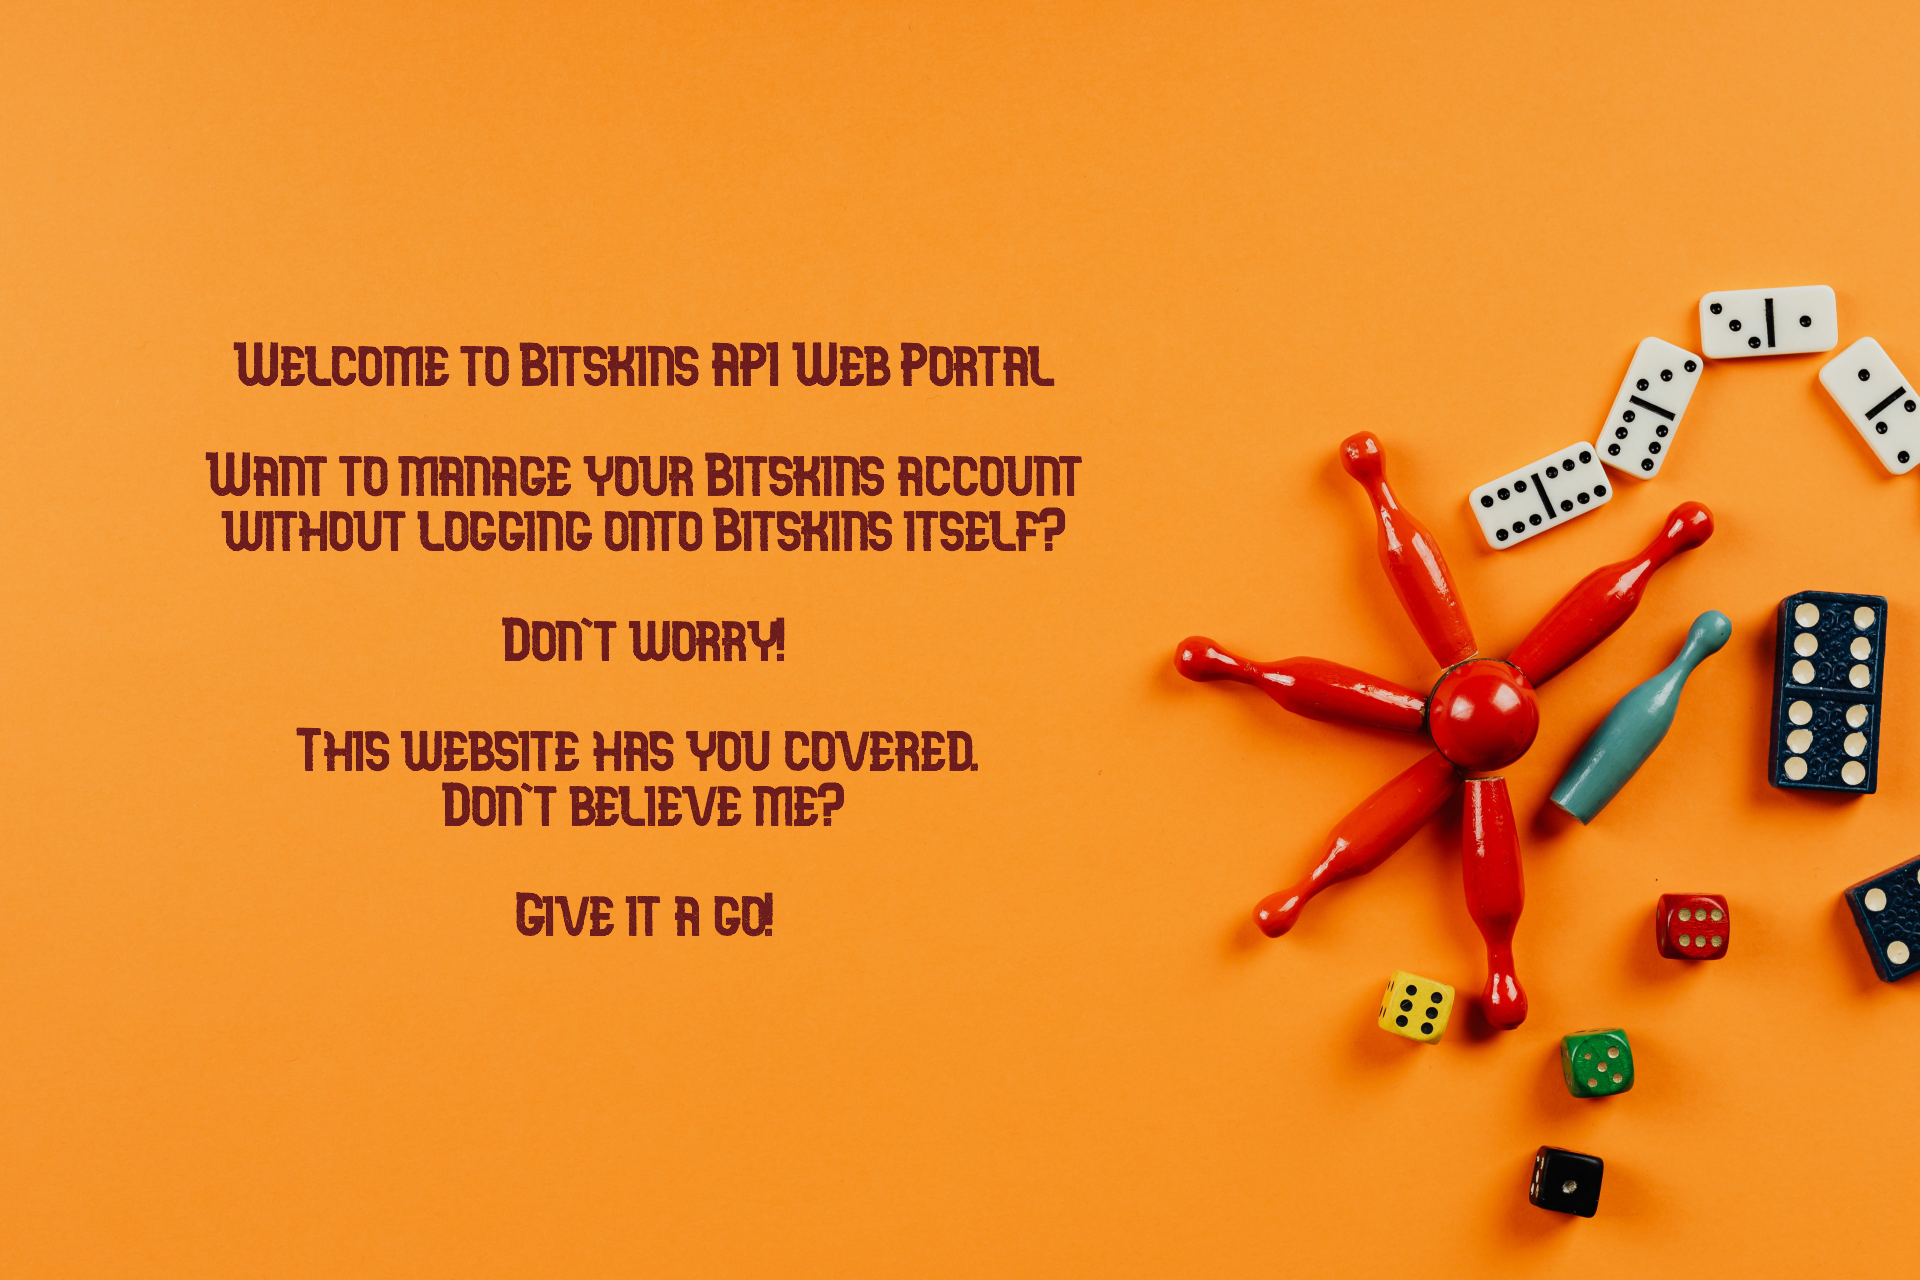 Welcome to Bitskins API Web Portal
Want to manage your Bitskins account
without logging onto Bitskins itself?
Don`t worry!
This website has you covered.
Don`t believe me?
Give it a go!